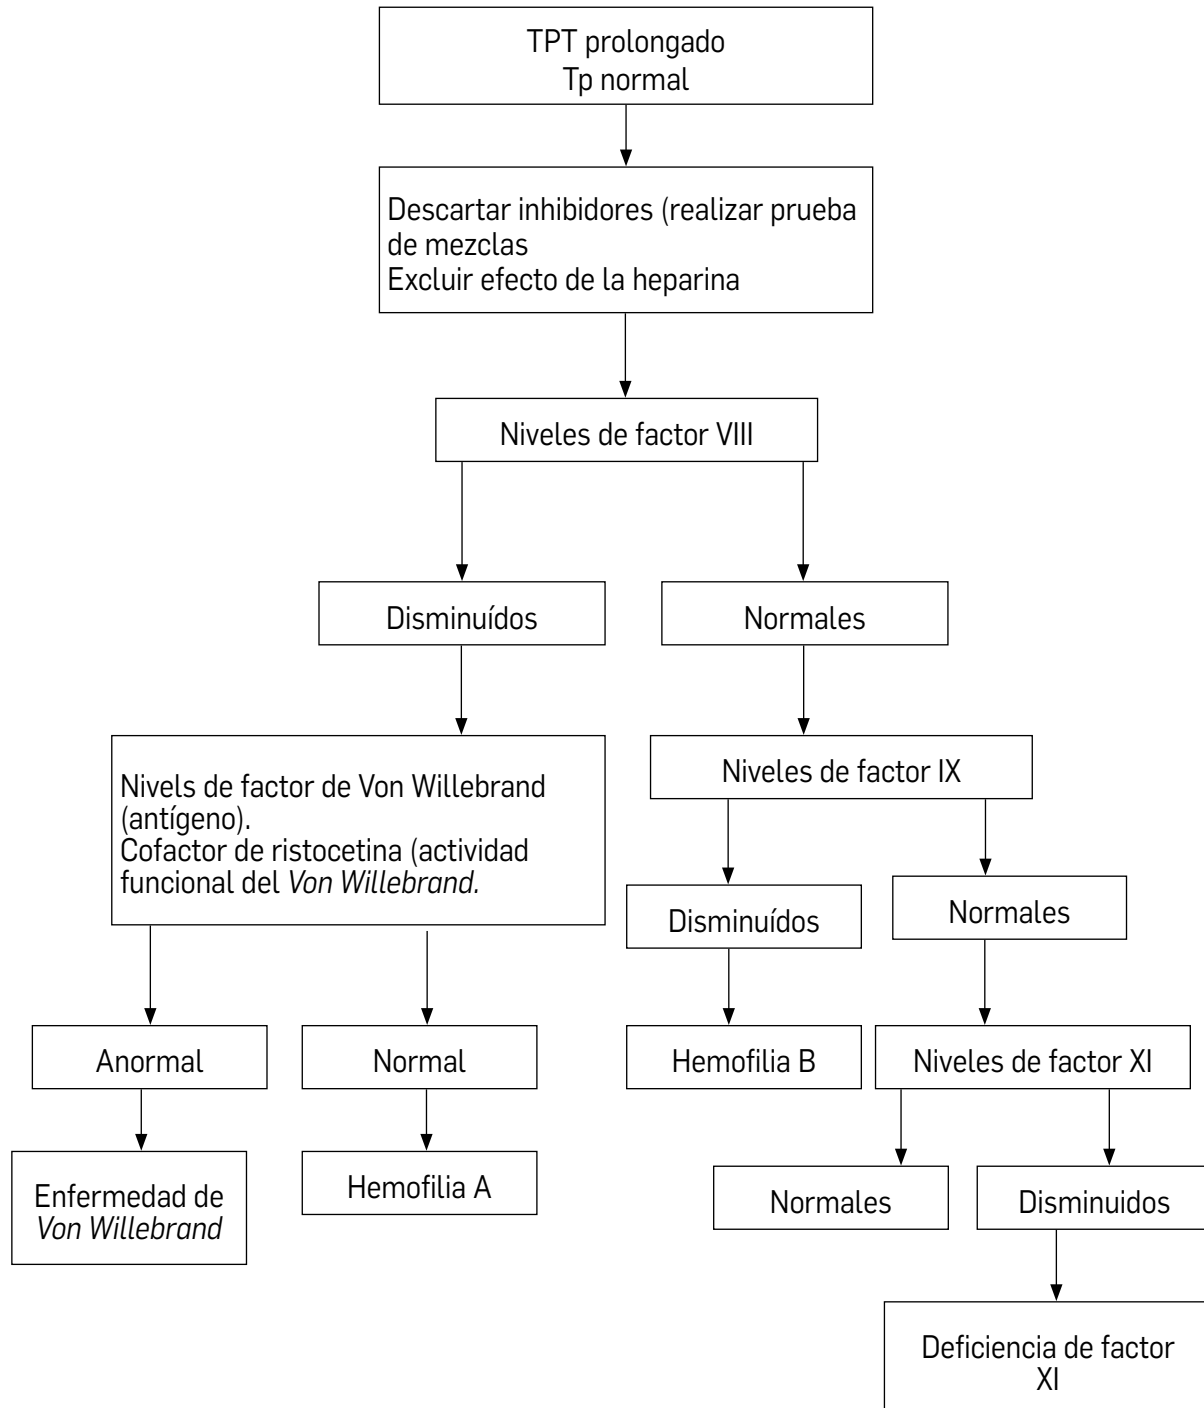 TPT prolongado
Tp normal
Descartar inhibidores (realizar prueba
de mezclas
Excluir efecto de la heparina
Niveles de factor VIII
Disminuídos
Normales
Nivels de factor de Von Willebrand
(antígeno).
Cofactor de ristocetina (actividad
funcional del Von Willebrand.
Niveles de factor IX
Disminuídos
Normales
Anormal
Normal
Hemofilia B
Niveles de factor XI
Enfermedad de
Von Willebrand
Hemofilia A
Normales
Disminuidos
Deficiencia de factor
XI